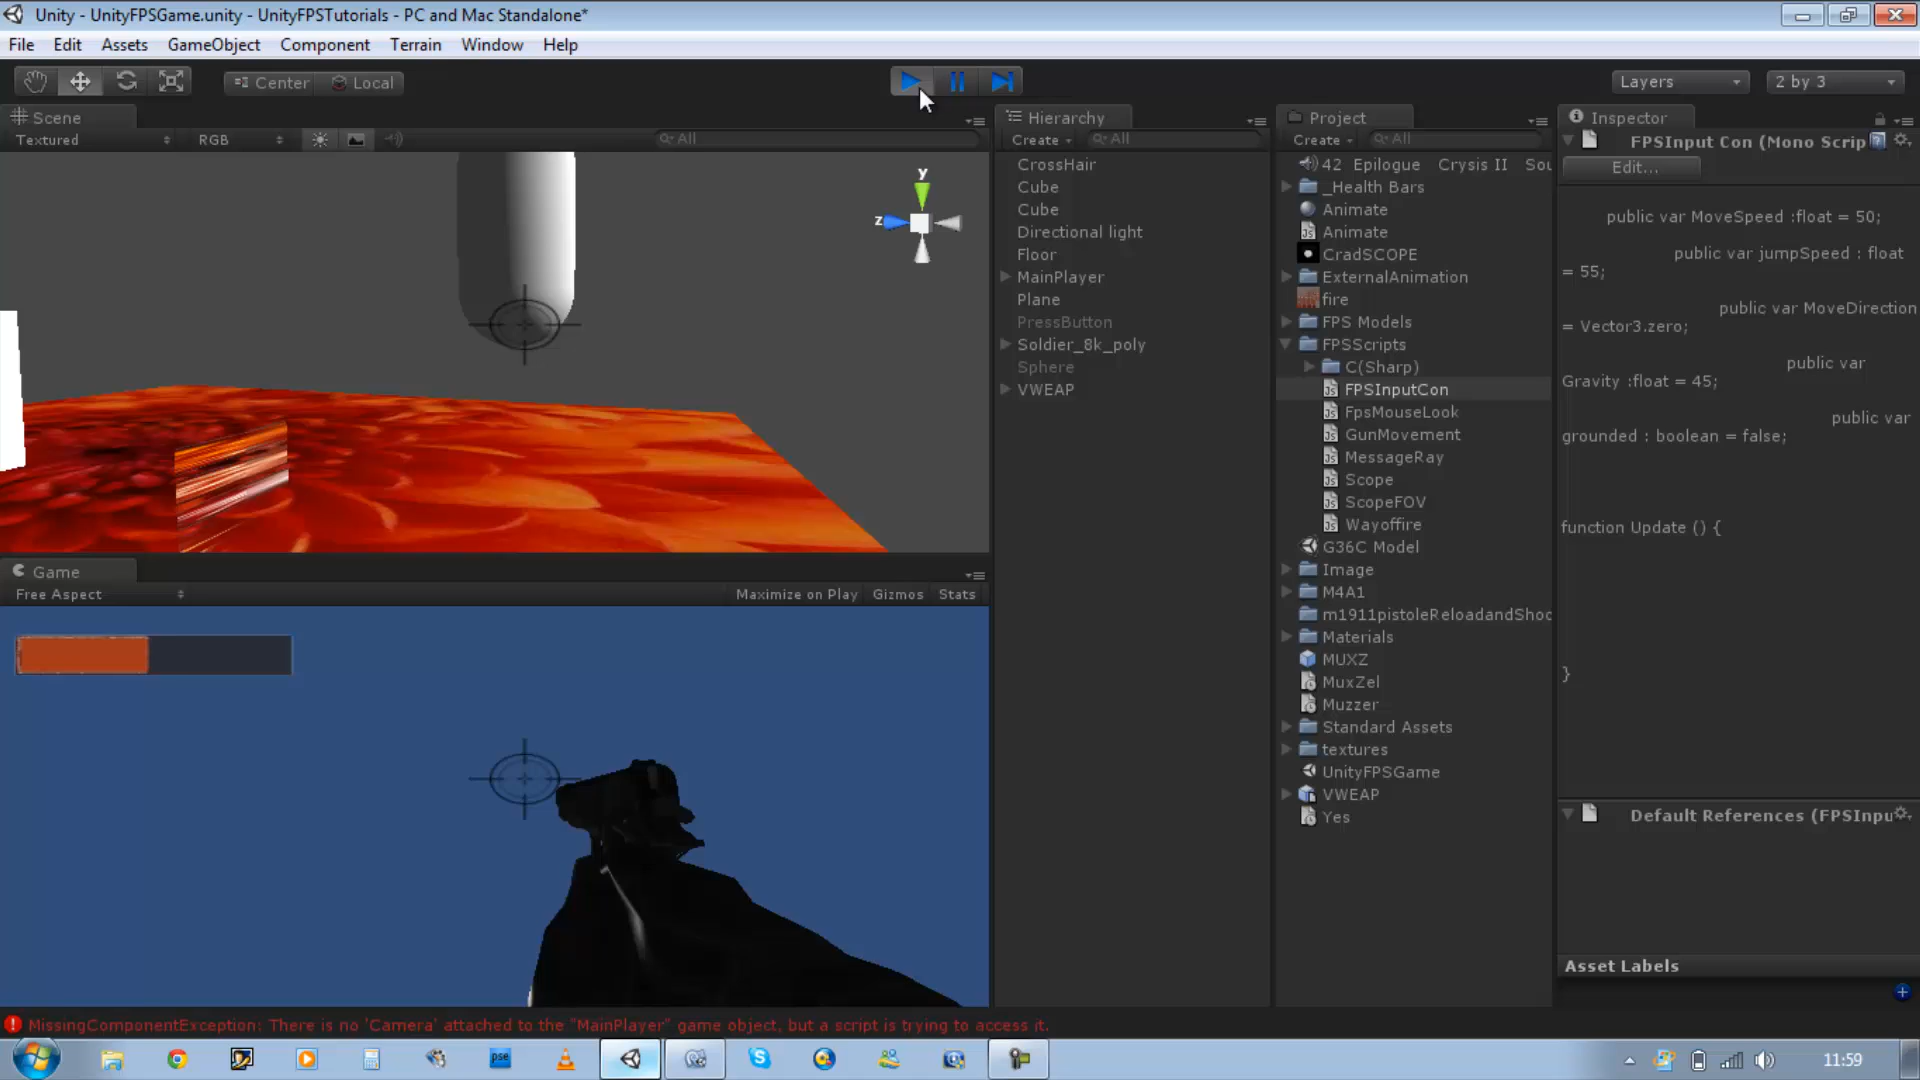 Unity - UnityFPSGame.unity - UnityFPSTutorials - PC and Mac Standalone*
File Edit Assets GameObject Component Terrain Window Help
Center Local
Layers
2 by 3
Scene
Textured RGB All
Hierarchy
Create All
CrossHair
Cube
Cube
Directional light
Floor
MainPlayer
Plane
PressButton
Soldier_8k_poly
Sphere
VWEAP
Project
Create All
42 Epilogue Crysis II Sou
_Health Bars
Animate
Animate
CradSCOPE
ExternalAnimation
fire
FPS Models
FPSScripts
C(Sharp)
FPSInputCon
FpsMouseLook
GunMovement
MessageRay
Scope
ScopeFOV
Wayoffire
G36C Model
Image
M4A1
m1911pistoleReloadandShoo
Materials
MUXZ
MuxZel
Muzzer
Standard Assets
textures
UnityFPSGame
VWEAP
Yes
Inspector
FPSInput Con (Mono Scrip
Edit...
public var MoveSpeed :float = 50;
public var jumpSpeed : float
= 55;
public var MoveDirection
= Vector3.zero;
public var
Gravity :float = 45;
public var
grounded : boolean = false;
function Update () {
}
Default References (FPSInpu
Asset Labels
y
z
Game
Free Aspect Maximize on Play Gizmos Stats
MissingComponentException: There is no 'Camera' attached to the "MainPlayer" game object, but a script is trying to access it.
pse
11:59